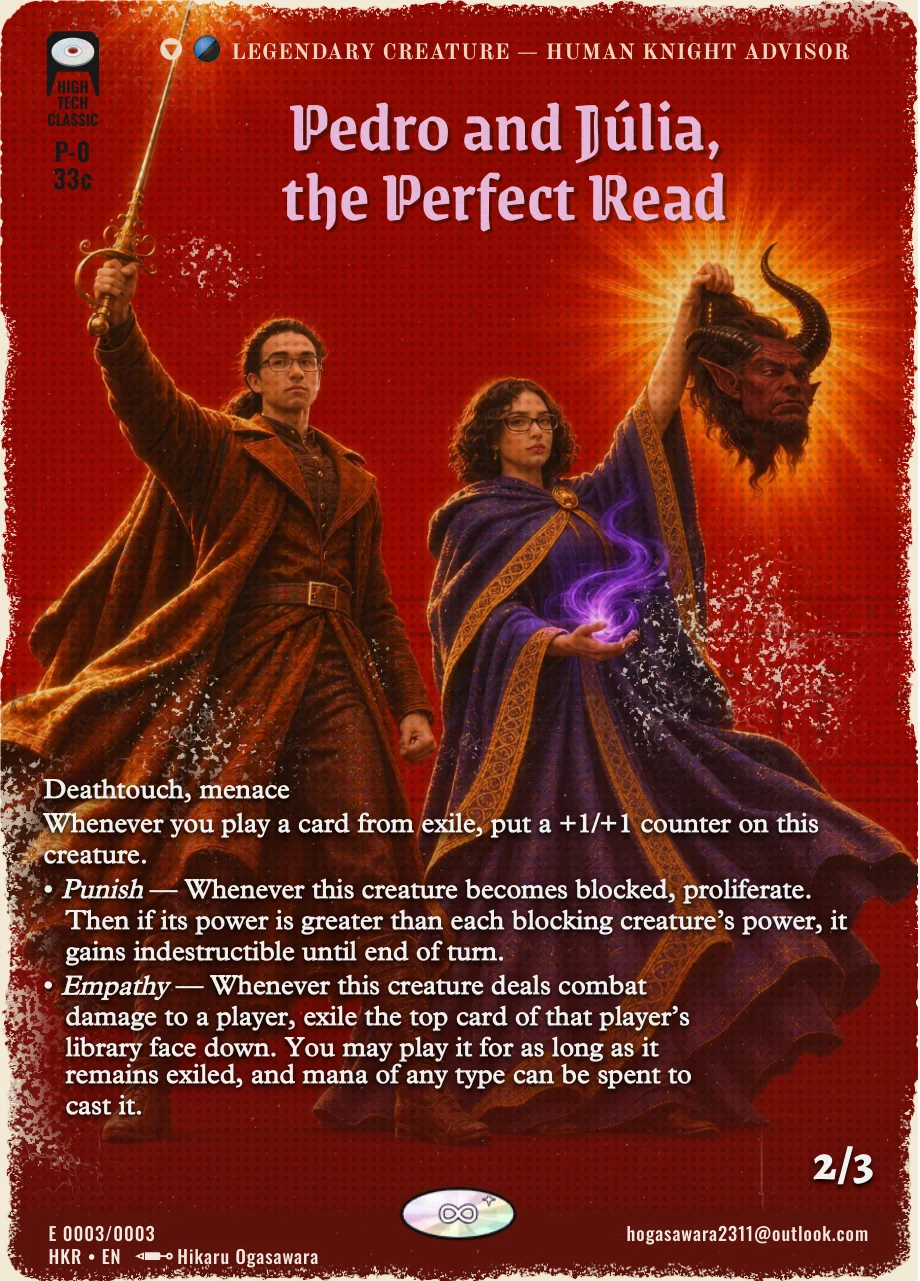 LEGENDARY CREATURE — HUMAN KNIGHT ADVISOR
HIGH
TECH
CLASSIC
P-0
33¢
Pedro and Júlia,
the Perfect Read
Deathtouch, menace
Whenever you play a card from exile, put a +1/+1 counter on this
creature.
• Punish — Whenever this creature becomes blocked, proliferate.
Then if its power is greater than each blocking creature’s power, it
gains indestructible until end of turn.
• Empathy — Whenever this creature deals combat
damage to a player, exile the top card of that player’s
library face down. You may play it for as long as it
remains exiled, and mana of any type can be spent to
cast it.
2/3
E 0003/0003
HKR • EN Hikaru Ogasawara
hogasawara2311@outlook.com